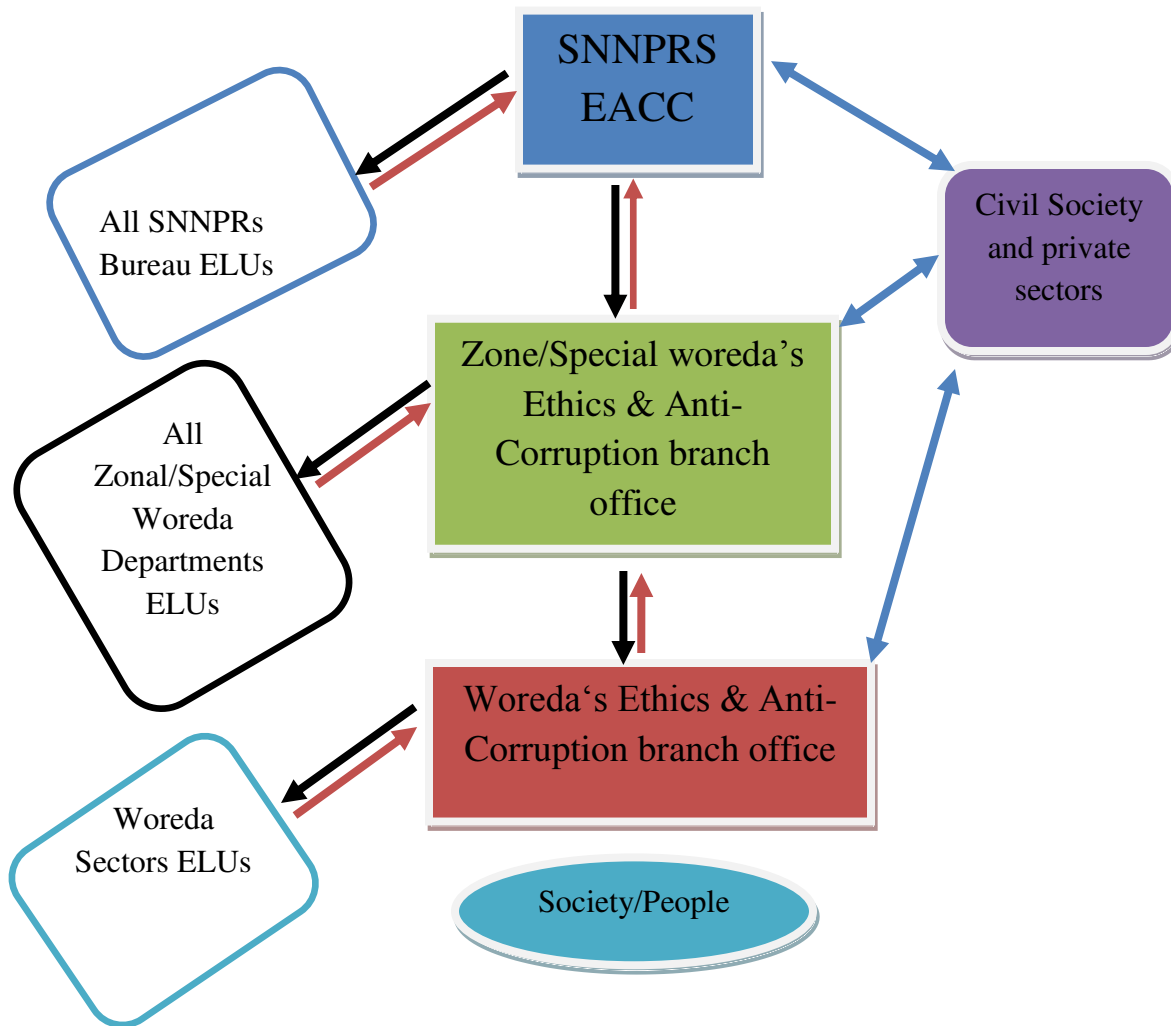 SNNPRS
EACC
All SNNPRs
Bureau ELUs
Civil Society
and private
sectors
Zone/Special woreda’s
Ethics & Anti-
Corruption branch
office
All
Zonal/Special
Woreda
Departments
ELUs
Woreda‘s Ethics & Anti-
Corruption branch office
Woreda
Sectors ELUs
Society/People